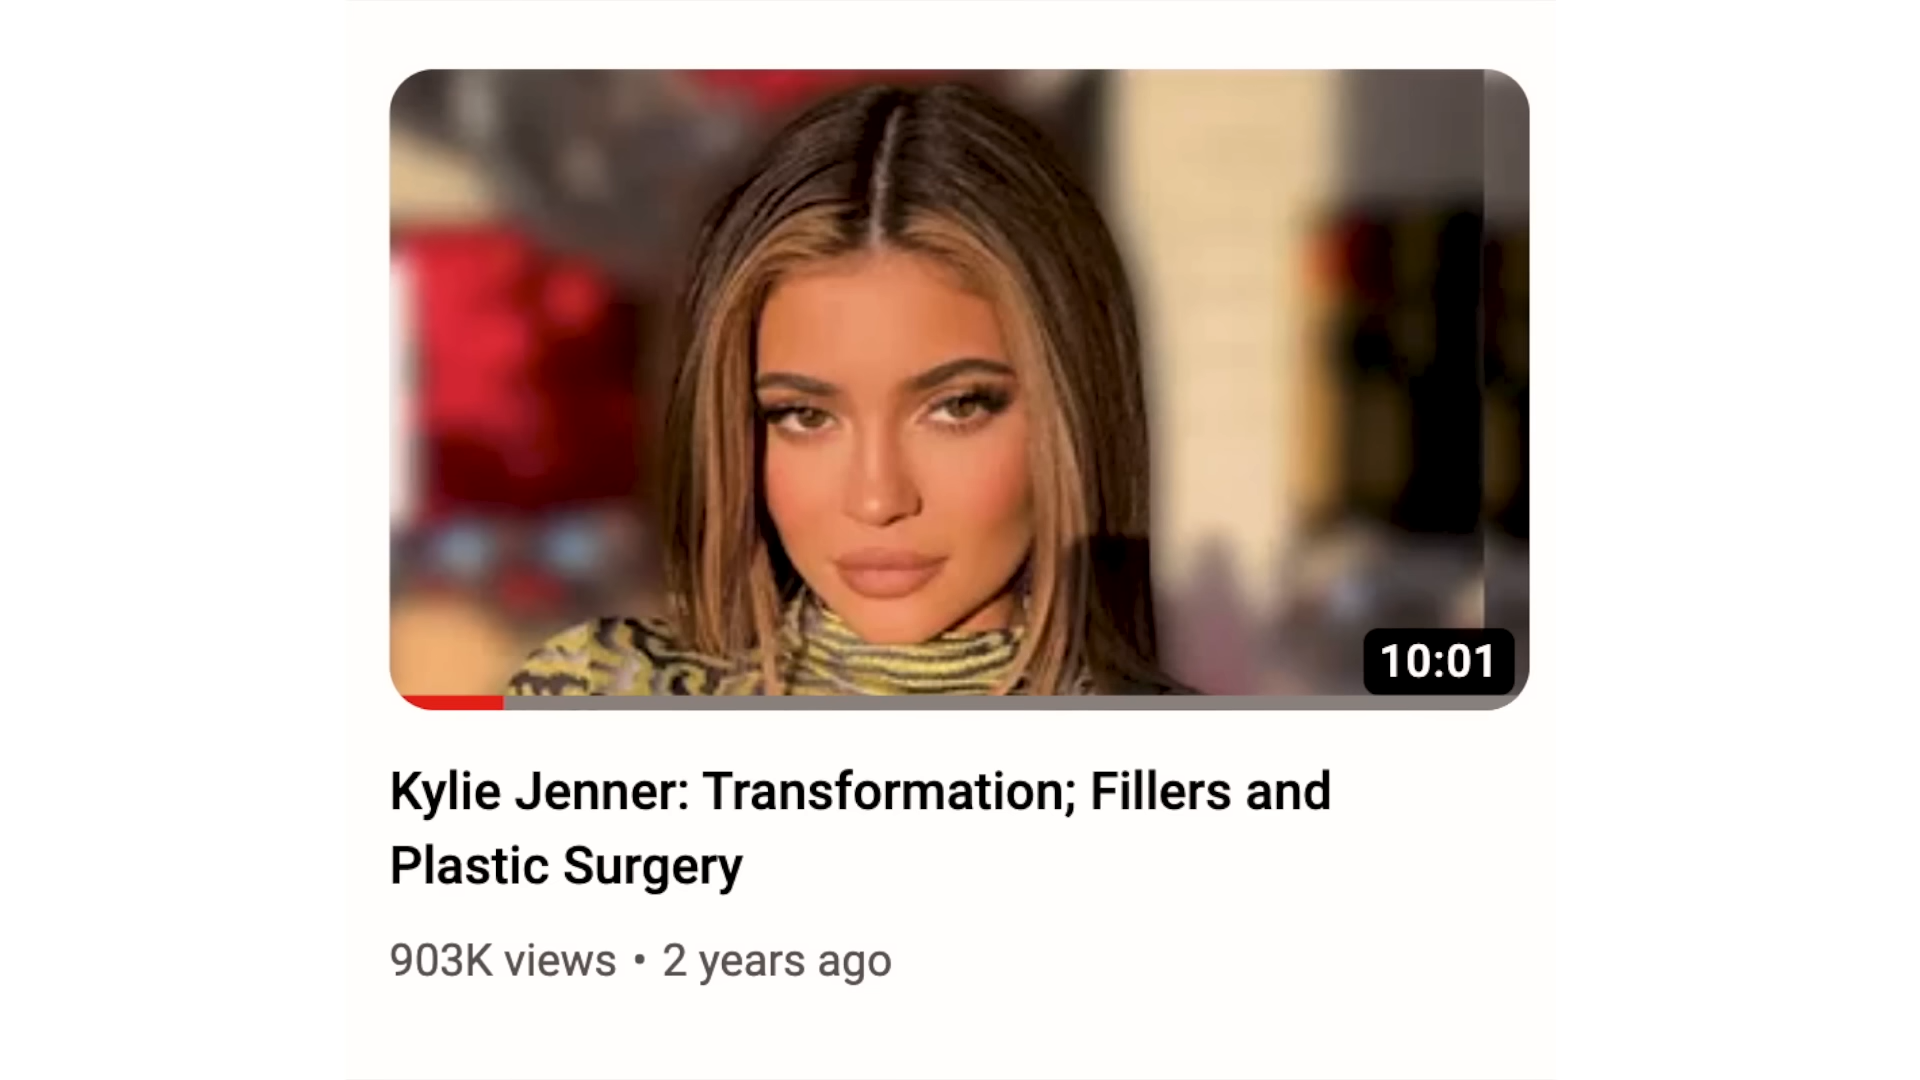 10:01
Kylie Jenner: Transformation; Fillers and
Plastic Surgery
903K views • 2 years ago